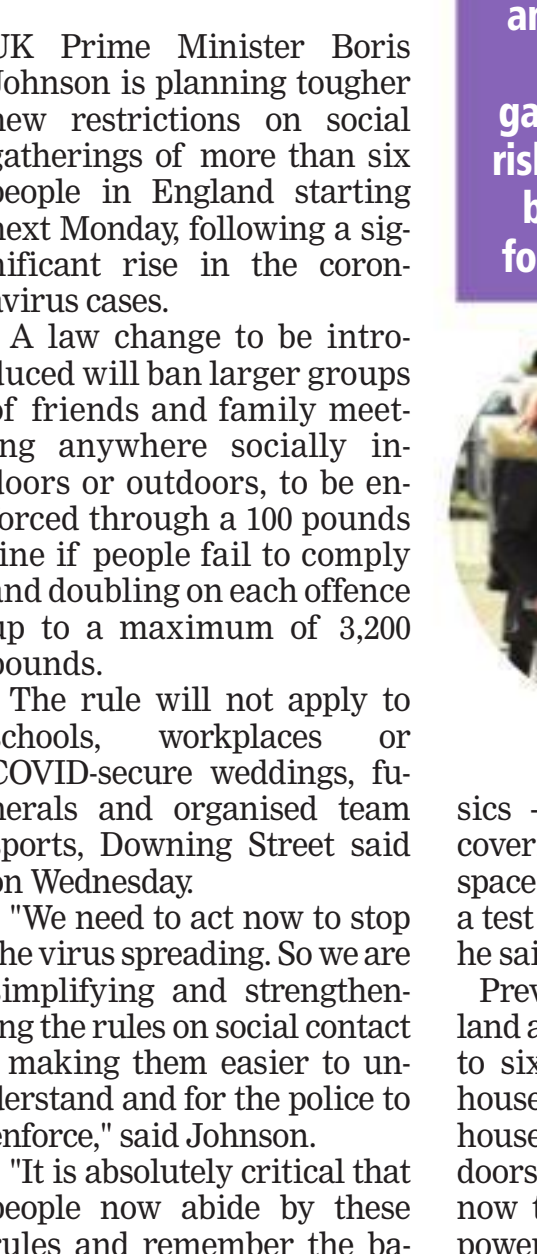 UK Prime Minister Boris
Johnson is planning tougher
new restrictions on social
gatherings of more than six
people in England starting
next Monday, following a sig-
nificant rise in the coron-
avirus cases.
A law change to be intro-
duced will ban larger groups
of friends and family meet-
ing anywhere socially in-
doors or outdoors, to be en-
forced through a 100 pounds
fine if people fail to comply
and doubling on each offence
up to a maximum of 3,200
pounds.
The rule will not apply to
schools, workplaces or
COVID-secure weddings, fu-
nerals and organised team
sports, Downing Street said
on Wednesday.
"We need to act now to stop
the virus spreading. So we are
simplifying and strengthen-
ing the rules on social contact
- making them easier to un-
derstand and for the police to
enforce," said Johnson.
"It is absolutely critical that
people now abide by these
rules and remember the ba-
sics -
cover
space
a test
he sai
Prev
land a
to six
house
house
doors
now t
power